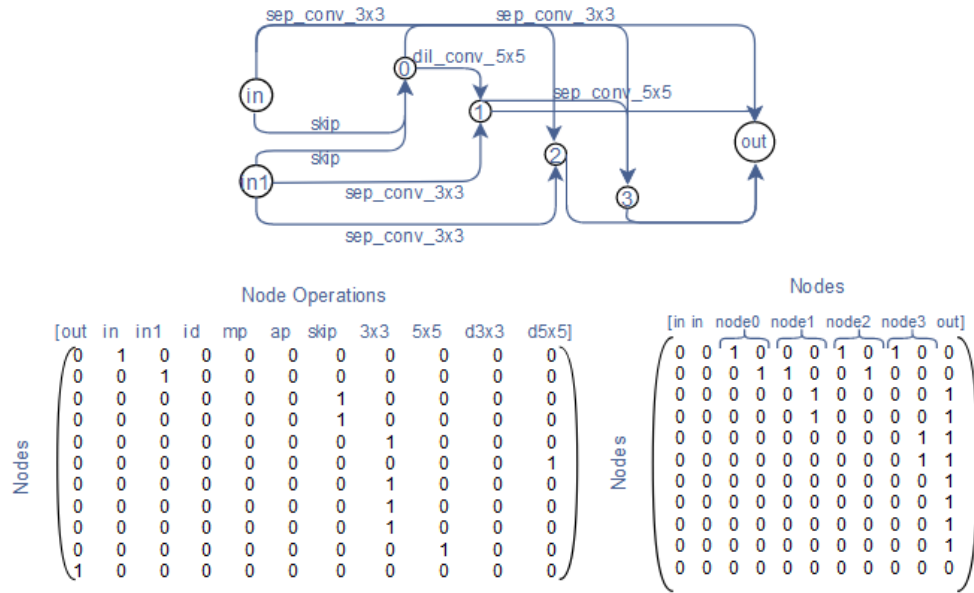 sep_conv_3x3
sep_conv_3x3
0
dil_conv_5x5
in
sep_conv_5x5
1
skip
out
skip
2
in1
sep_conv_3x3
3
sep_conv_3x3
Node Operations
[out in in1 id mp ap skip 3x3 5x5 d3x3 d5x5]
Nodes
0 1 0 0 0 0 0 0 0 0 0
0 0 1 0 0 0 0 0 0 0 0
0 0 0 0 0 0 1 0 0 0 0
0 0 0 0 0 0 1 0 0 0 0
0 0 0 0 0 0 0 1 0 0 0
0 0 0 0 0 0 0 0 0 0 1
0 0 0 0 0 0 0 1 0 0 0
0 0 0 0 0 0 0 1 0 0 0
0 0 0 0 0 0 0 1 0 0 0
0 0 0 0 0 0 0 0 1 0 0
1 0 0 0 0 0 0 0 0 0 0
Nodes
[in in node0 node1 node2 node3 out]
Nodes
0 0 1 0 0 0 1 0 1 0 0
0 0 0 1 1 0 0 1 0 0 0
0 0 0 0 0 1 0 0 0 0 1
0 0 0 0 0 1 0 0 0 0 1
0 0 0 0 0 0 0 0 0 1 1
0 0 0 0 0 0 0 0 0 1 1
0 0 0 0 0 0 0 0 0 0 1
0 0 0 0 0 0 0 0 0 0 1
0 0 0 0 0 0 0 0 0 0 1
0 0 0 0 0 0 0 0 0 0 1
0 0 0 0 0 0 0 0 0 0 0